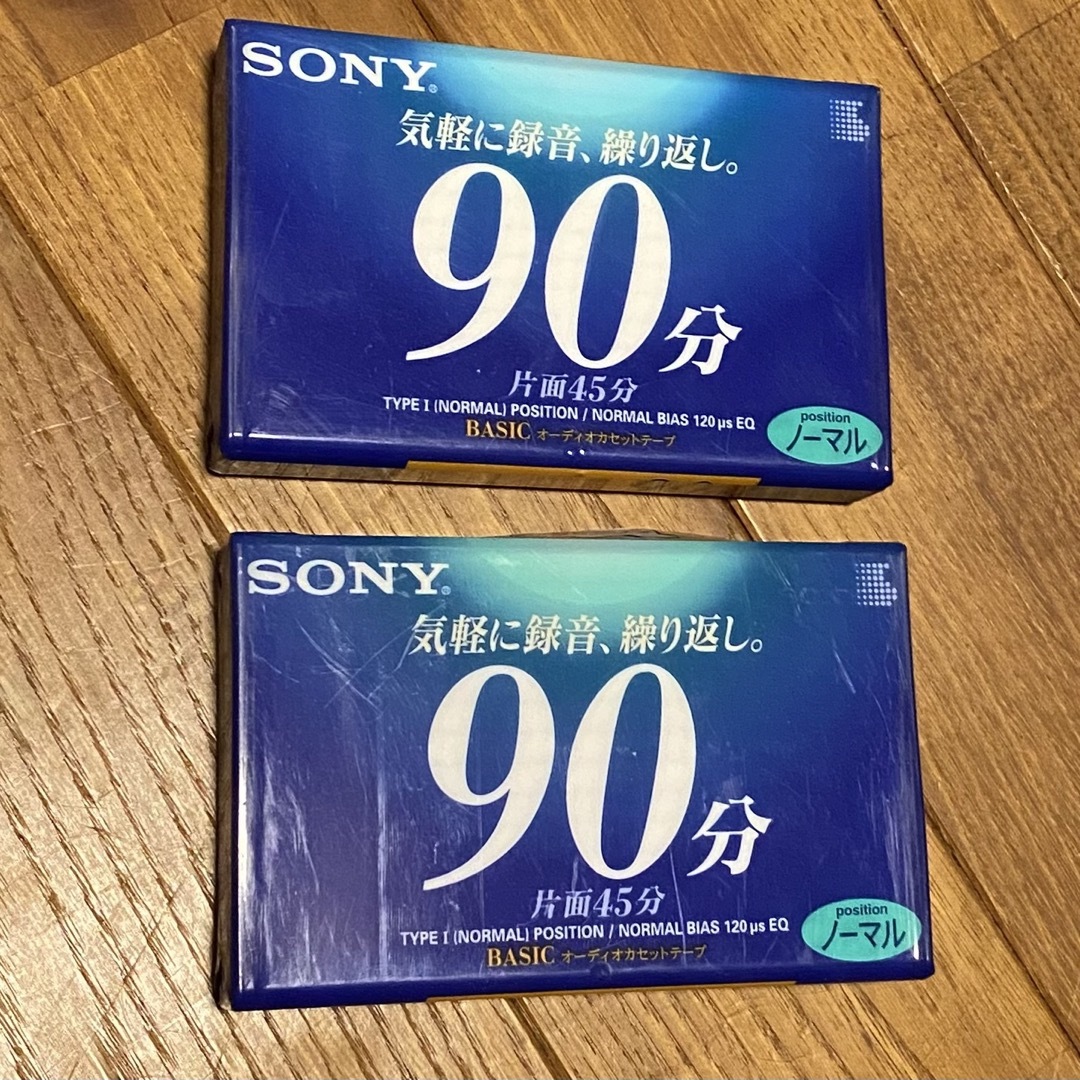 SONY®
気軽に録音、繰り返し。
90分
片面45分
TYPE I (NORMAL) POSITION / NORMAL BIAS 120 µs EQ
BASIC オーディオカセットテープ
position
ノーマル
SONY®
気軽に録音、繰り返し。
90分
片面45分
TYPE I (NORMAL) POSITION / NORMAL BIAS 120 µs EQ
BASIC オーディオカセットテープ
position
ノーマル